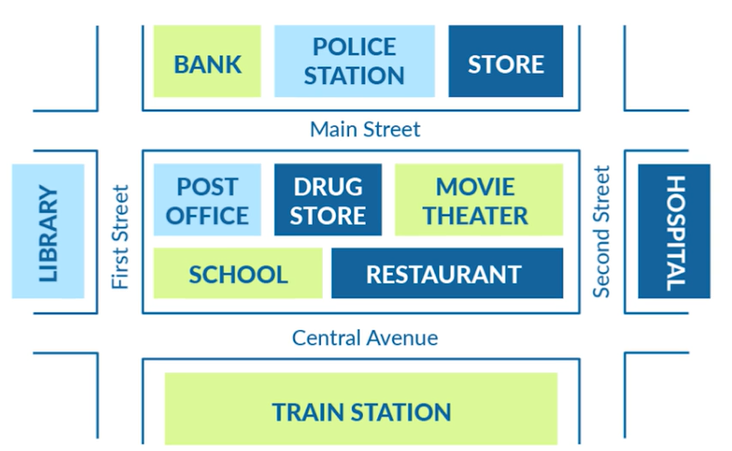 BANK
POLICE
STATION
STORE
Main Street
LIBRARY
First Street
POST
OFFICE
DRUG
STORE
MOVIE
THEATER
SCHOOL
RESTAURANT
Second Street
HOSPITAL
Central Avenue
TRAIN STATION